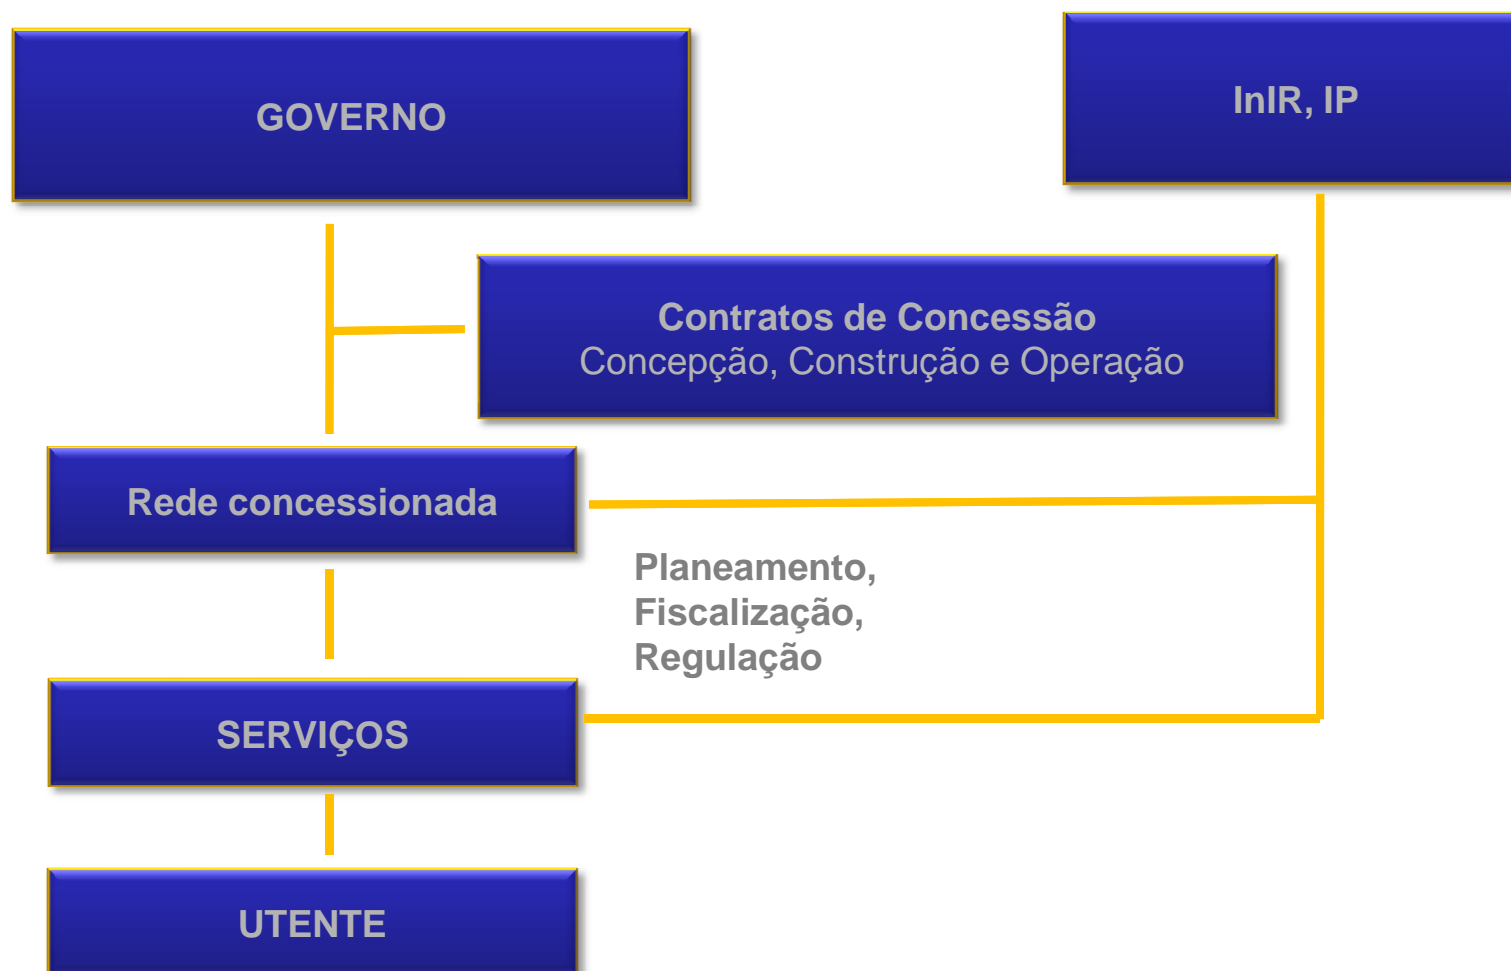 GOVERNO
InIR, IP
Contratos de Concessão
Concepção, Construção e Operação
Rede concessionada
Planeamento,
Fiscalização,
Regulação
SERVIÇOS
UTENTE